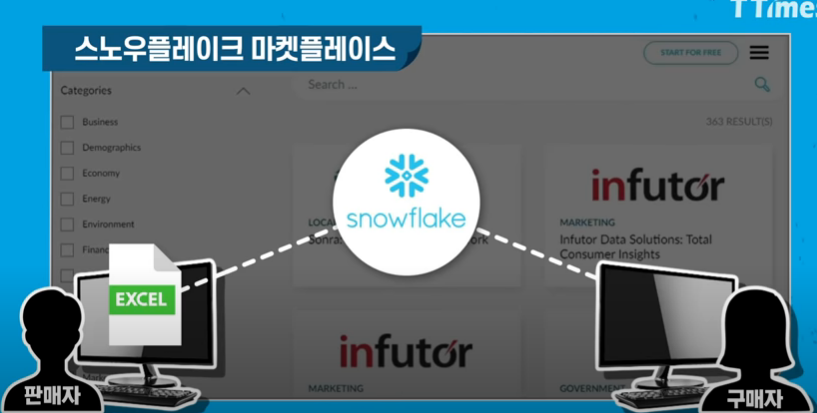 TTimes
스노우플레이크 마켓플레이스
START FOR FREE
Categories
Search ...
Business
363 RESULT(S)
Demographics
Economy
Energy
Environment
snowflake
infutor
MARKETING
Infutor Data Solutions: Total
Consumer Insights
EXCEL
infutor
MARKETING
GOVERNMENT
판매자
구매자